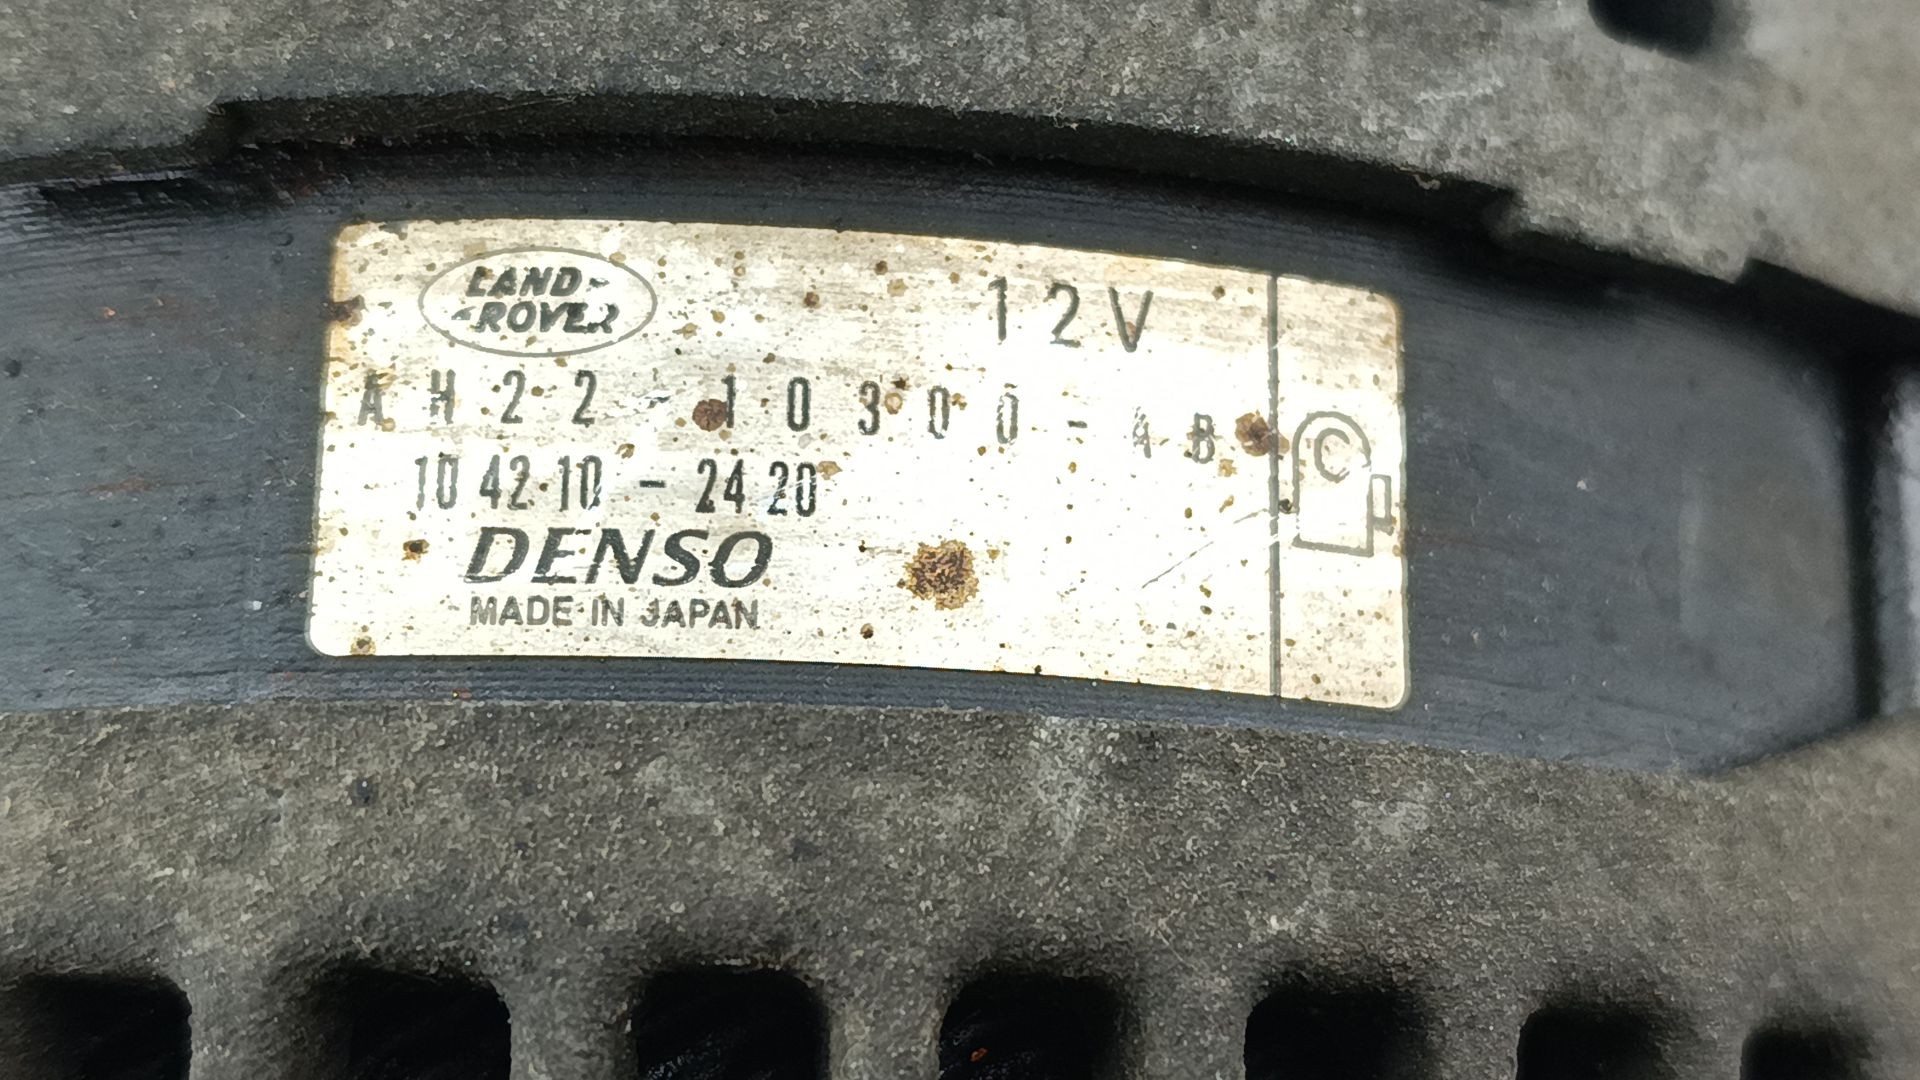 LAND-
-ROVER
12V
AH22-10300-AB
C
104210-2420
DENSO
MADE IN JAPAN